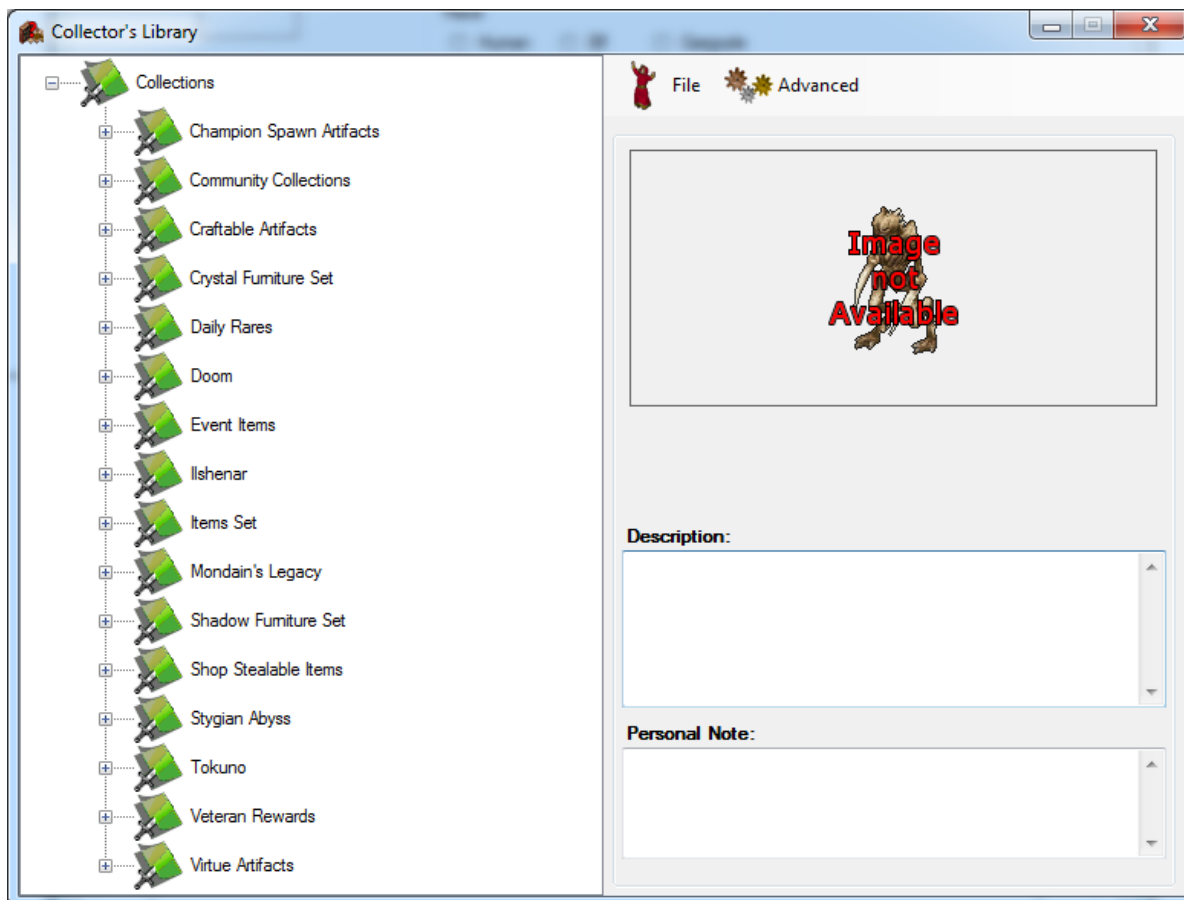 Collector's Library
Collections
Champion Spawn Artifacts
Community Collections
Craftable Artifacts
Crystal Furniture Set
Daily Rares
Doom
Event Items
Ilshenar
Items Set
Mondain's Legacy
Shadow Furniture Set
Shop Stealable Items
Stygian Abyss
Tokuno
Veteran Rewards
Virtue Artifacts
File Advanced
Image
not
Available
Description:
Personal Note: